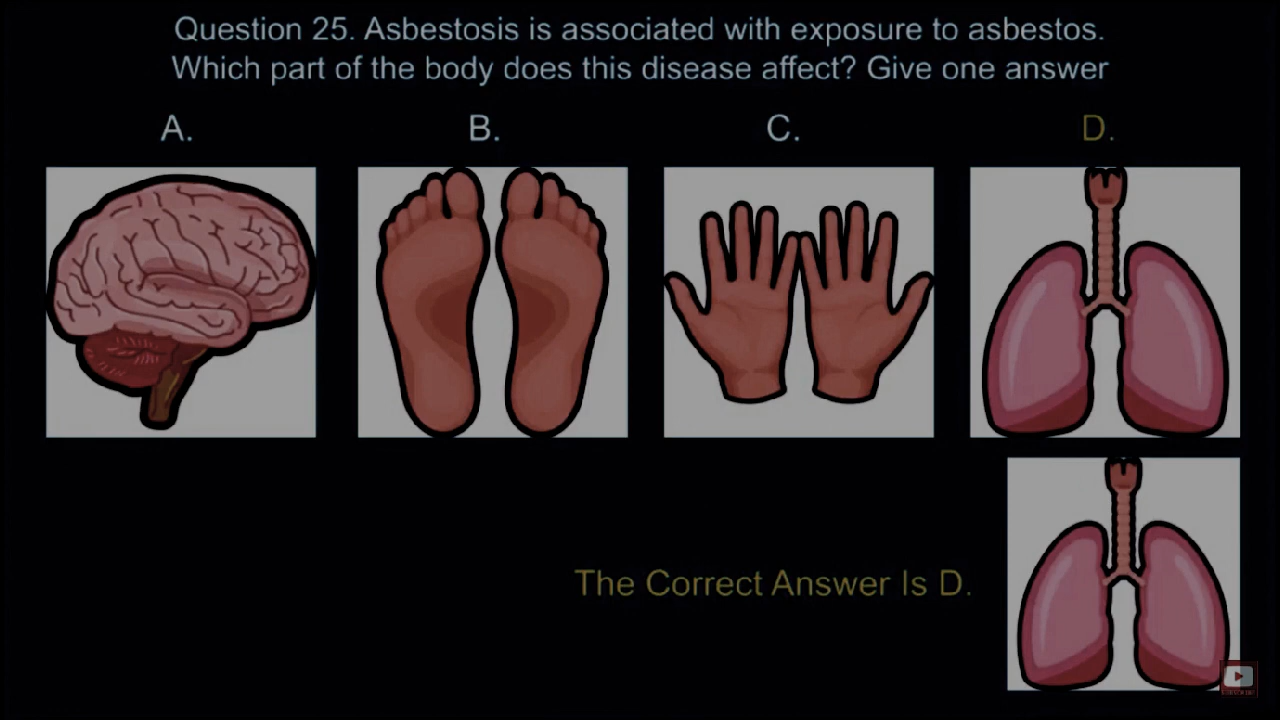 Question 25. Asbestosis is associated with exposure to asbestos.
Which part of the body does this disease affect? Give one answer
A.
B.
C.
D.
The Correct Answer Is D.